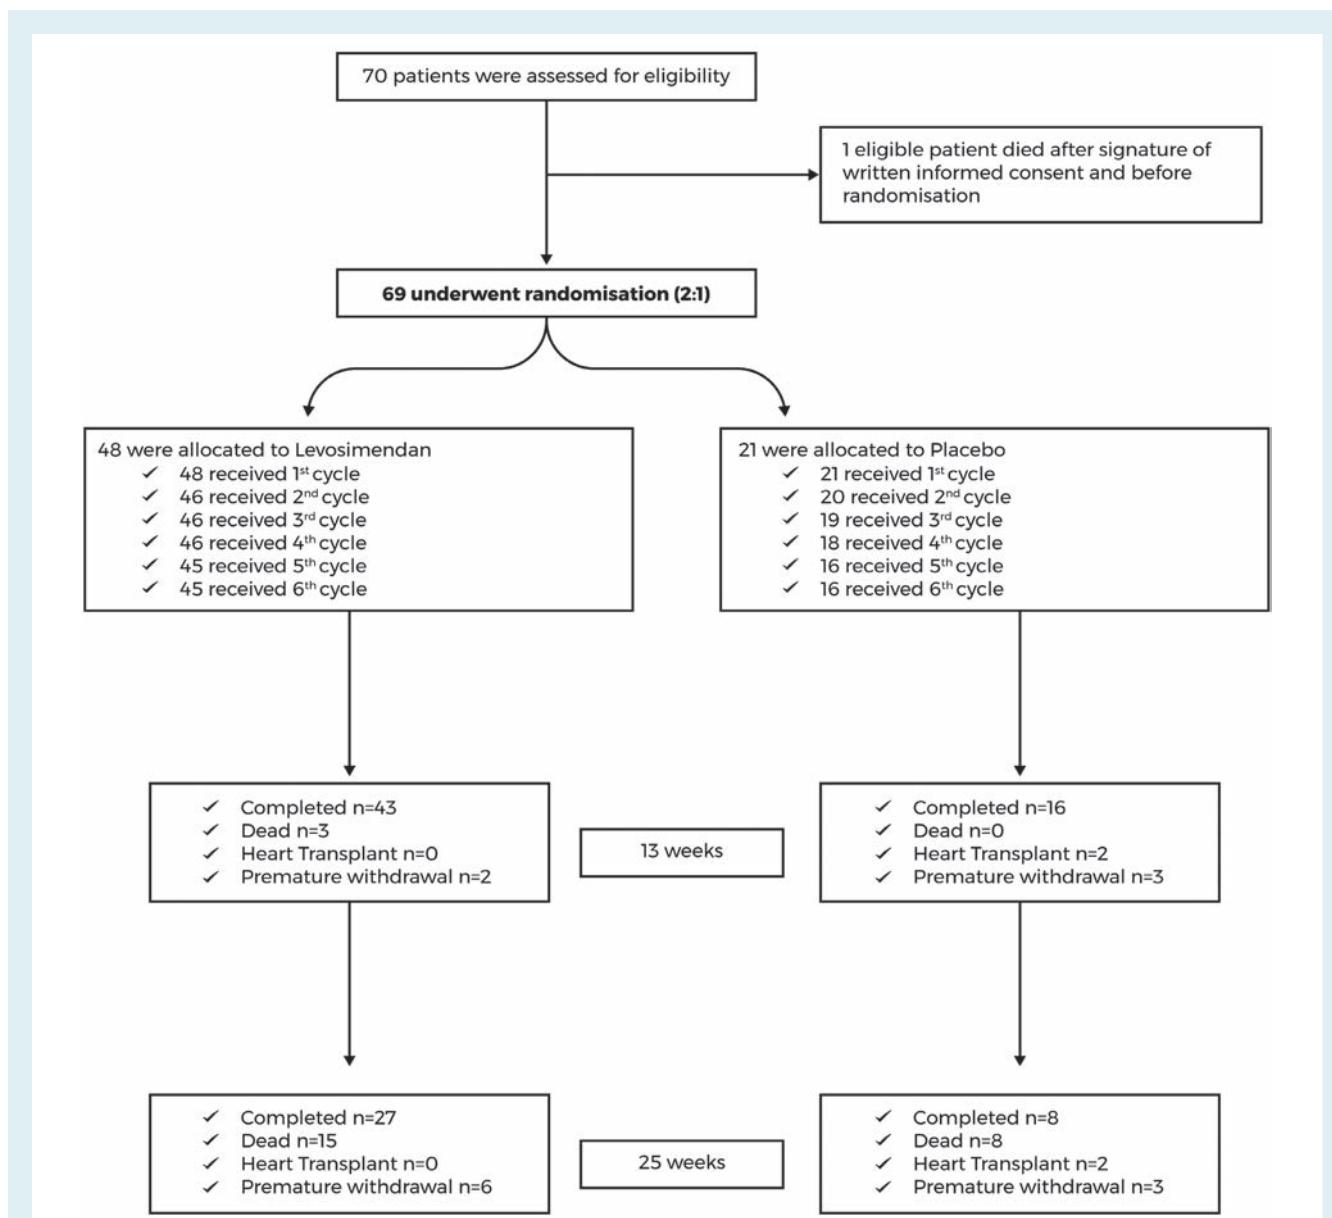 70 patients were assessed for eligibility
1 eligible patient died after signature of
written informed consent and before
randomisation
69 underwent randomisation (2:1)
48 were allocated to Levosimendan
✓ 48 received 1st cycle
✓ 46 received 2nd cycle
✓ 46 received 3rd cycle
✓ 46 received 4th cycle
✓ 45 received 5th cycle
✓ 45 received 6th cycle
21 were allocated to Placebo
✓ 21 received 1st cycle
✓ 20 received 2nd cycle
✓ 19 received 3rd cycle
✓ 18 received 4th cycle
✓ 16 received 5th cycle
✓ 16 received 6th cycle
✓ Completed n=43
✓ Dead n=3
✓ Heart Transplant n=0
✓ Premature withdrawal n=2
13 weeks
✓ Completed n=16
✓ Dead n=0
✓ Heart Transplant n=2
✓ Premature withdrawal n=3
✓ Completed n=27
✓ Dead n=15
✓ Heart Transplant n=0
✓ Premature withdrawal n=6
25 weeks
✓ Completed n=8
✓ Dead n=8
✓ Heart Transplant n=2
✓ Premature withdrawal n=3